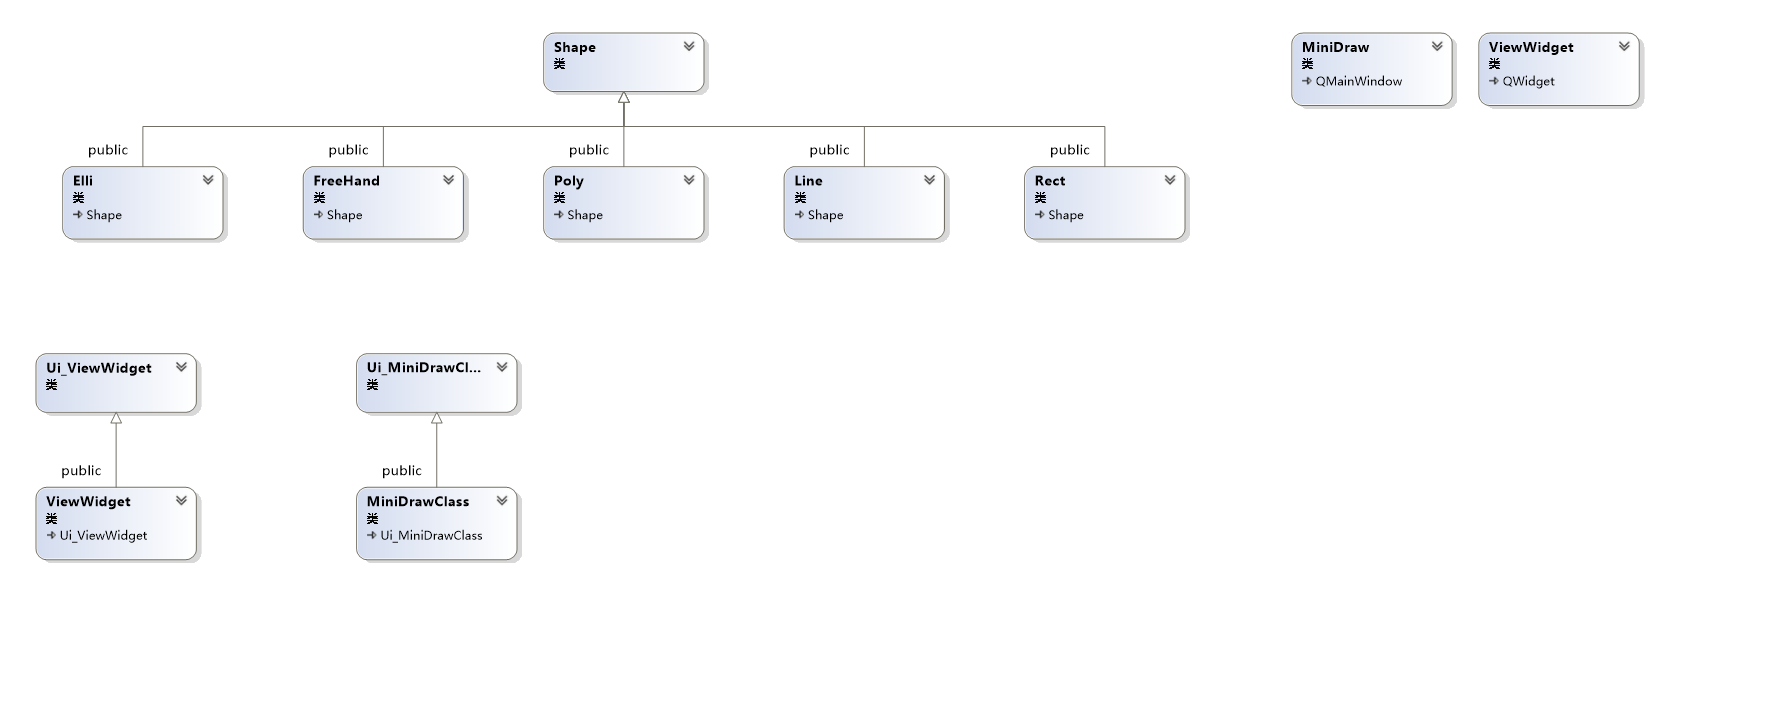 Shape
类
MiniDraw
类
QMainWindow
ViewWidget
类
QWidget
public
public
public
public
public
Elli
类
Shape
FreeHand
类
Shape
Poly
类
Shape
Line
类
Shape
Rect
类
Shape
Ui_ViewWidget
类
Ui_MiniDrawCl...
类
public
public
ViewWidget
类
Ui_ViewWidget
MiniDrawClass
类
Ui_MiniDrawClass